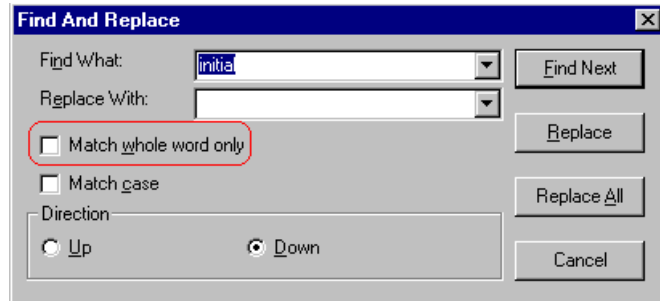 Find And Replace
Find What: initial
Find Next
Replace With:
Match whole word only
Replace
Match case
Replace All
Direction
Up Down
Cancel